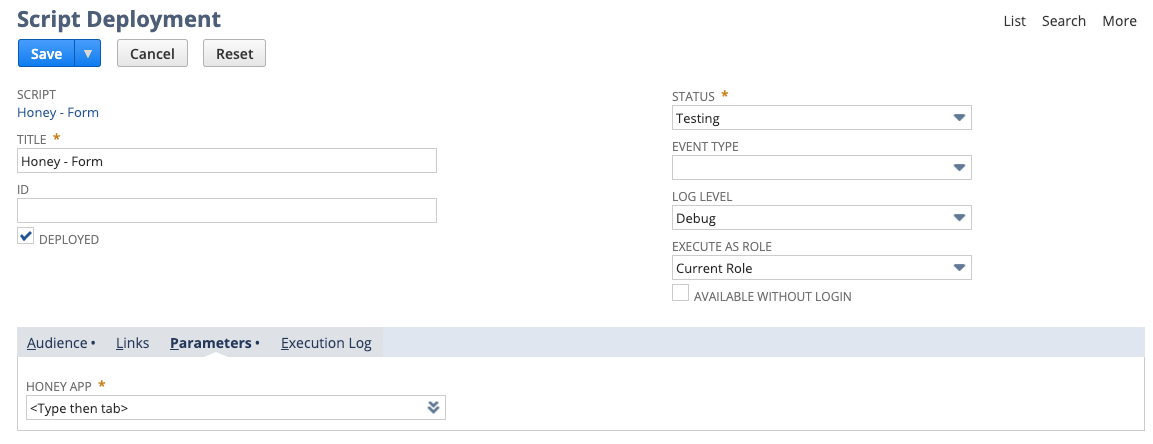 Script Deployment
List Search More
Save Cancel Reset
SCRIPT
Honey - Form
TITLE *
Honey - Form
ID
DEPLOYED
STATUS *
Testing
EVENT TYPE
LOG LEVEL
Debug
EXECUTE AS ROLE
Current Role
AVAILABLE WITHOUT LOGIN
Audience • Links Parameters • Execution Log
HONEY APP *
<Type then tab>